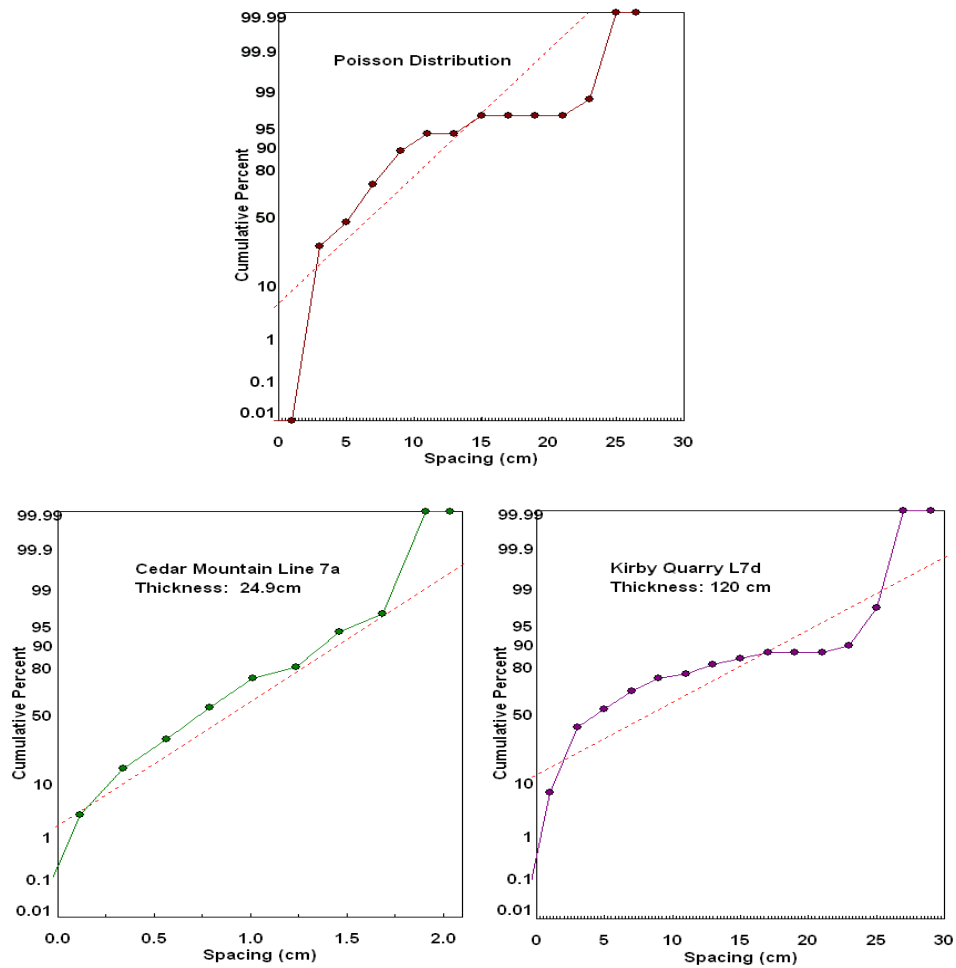 99.99
99.9
Poisson Distribution
99
95
90
80
50
10
1
0.1
0.01
Cumulative Percent
0 5 10 15 20 25 30
Spacing (cm)
99.99
99.9
Cedar Mountain Line 7a
Thickness: 24.9cm
99
95
90
80
50
10
1
0.1
0.01
Cumulative Percent
0.0 0.5 1.0 1.5 2.0
Spacing (cm)
99.99
99.9
Kirby Quarry L7d
Thickness: 120 cm
99
95
90
80
50
10
1
0.1
0.01
Cumulative Percent
0 5 10 15 20 25 30
Spacing (cm)